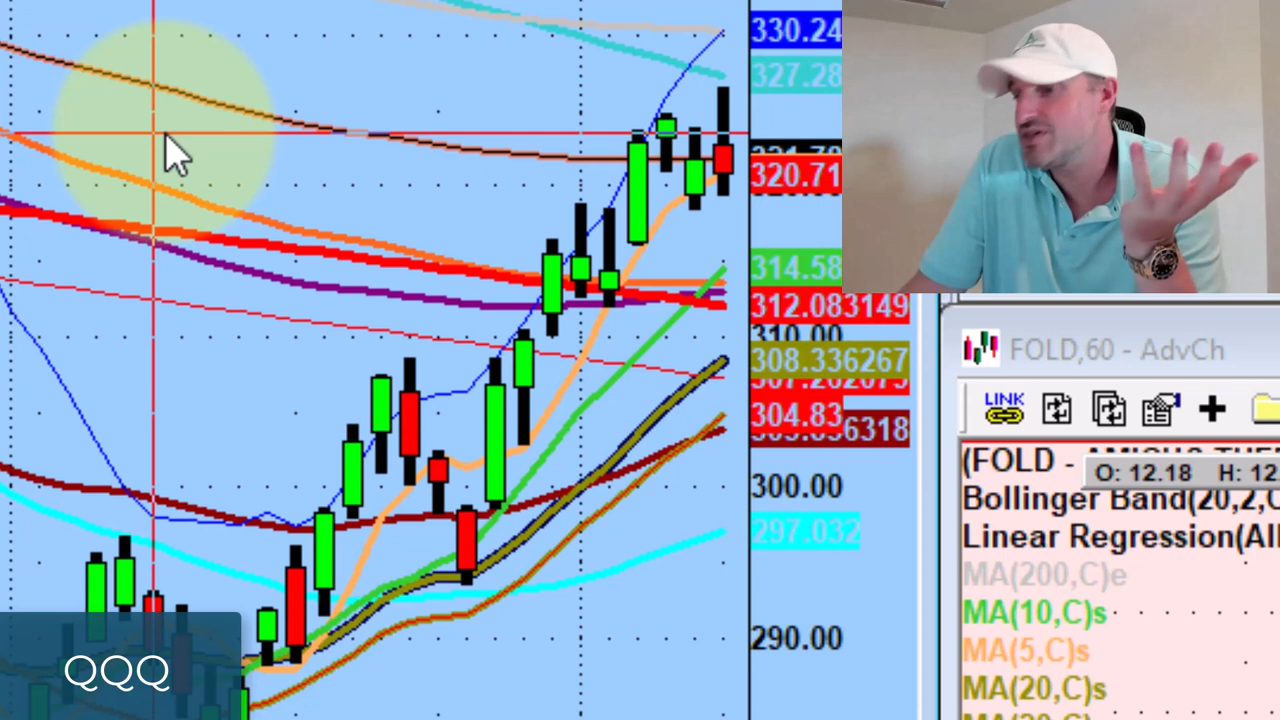 330.24
327.28
320.71
314.58
312.083149
310.00
308.336267
304.83
6318
300.00
297.032
290.00
QQQ
FOLD,60 - AdvCh
LINK
(FOLD -
O: 12.18 H: 12
Bollinger Band(20,2,C
Linear Regression(All
MA(200,C)e
MA(10,C)s
MA(5,C)s
MA(20,C)s